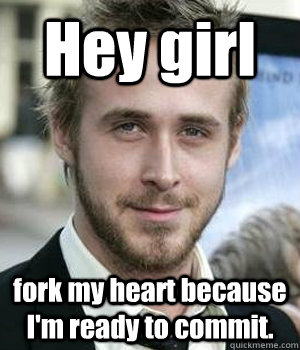 Hey girl
fork my heart because
I'm ready to commit.
quickmeme.com